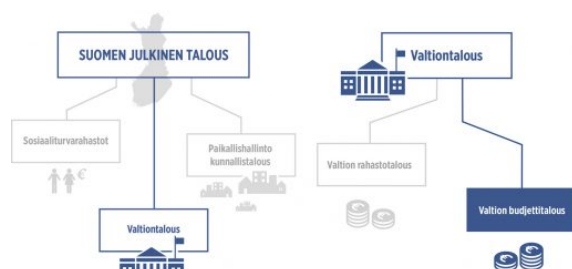 SUOMEN JULKINEN TALOUS
Sosiaaliturvarahastot
Paikallishallinto
kunnallistalous
€
Valtiontalous
Valtiontalous
Valtion rahastotalous
Valtion budjettitalous